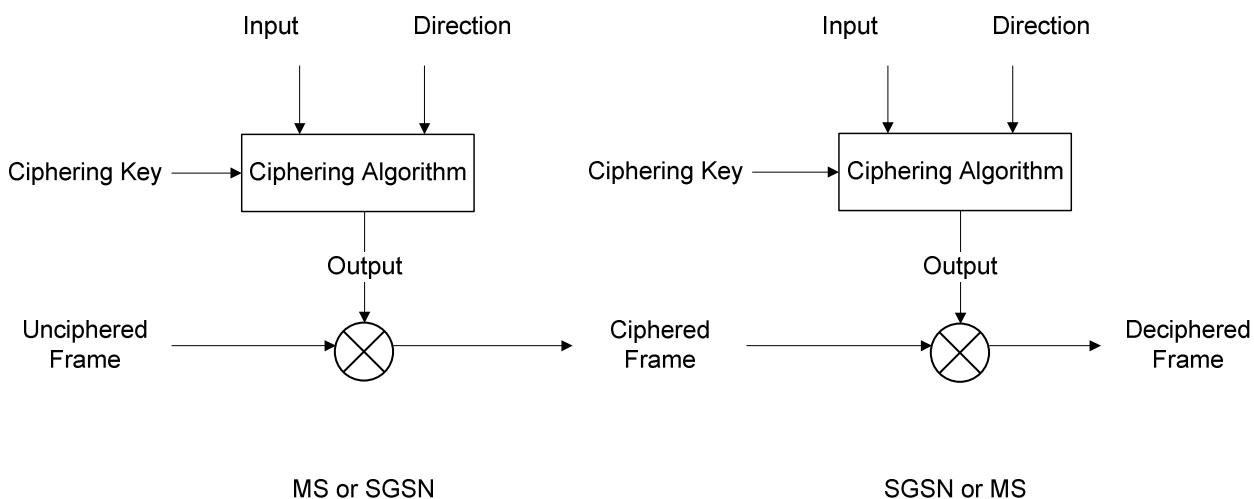 Input
Direction
Input
Direction
Ciphering Key
Ciphering Algorithm
Ciphering Key
Ciphering Algorithm
Output
Output
Unciphered
Frame
Ciphered
Frame
Deciphered
Frame
MS or SGSN
SGSN or MS